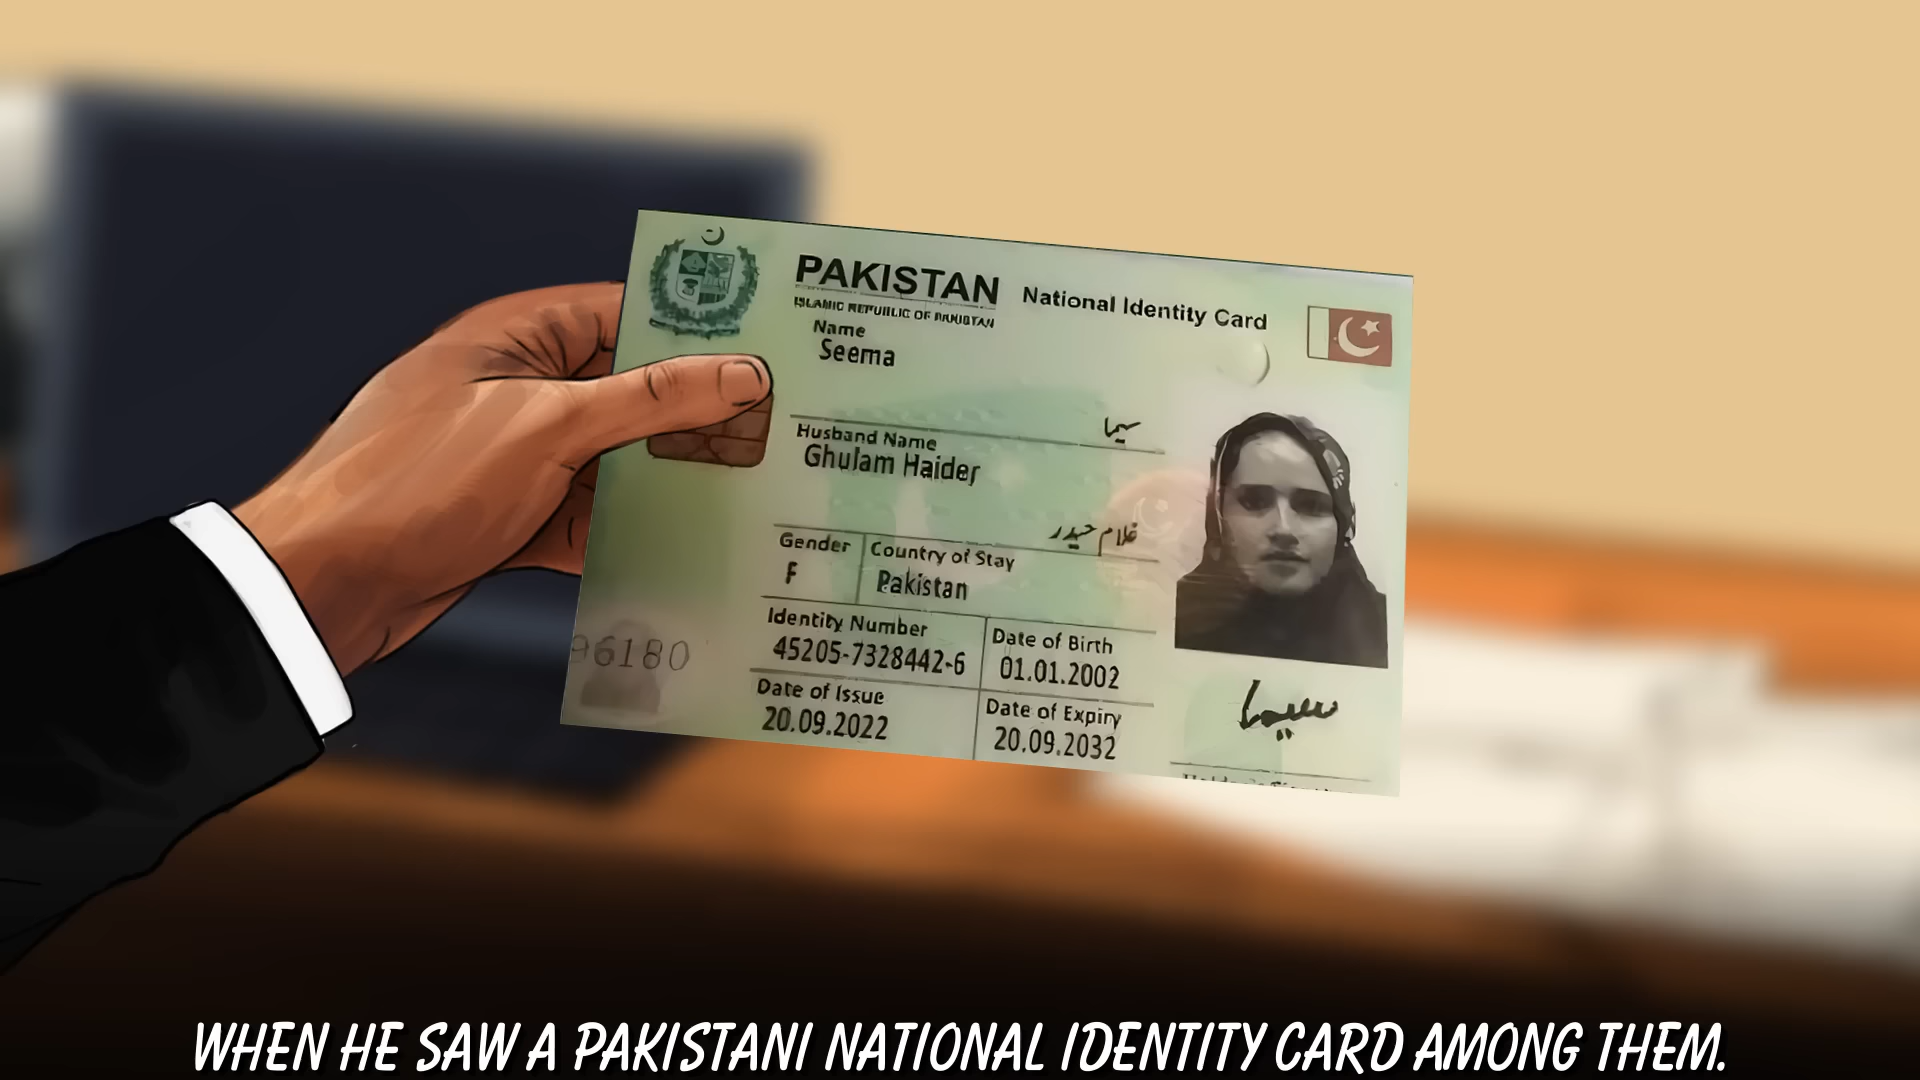 PAKISTAN
National Identity Card
ISLAMIC REPUBLIC OF PAKISTAN
Name
Seema
سیما
Husband Name
Ghulam Haider
غلام حیدر
Gender
F
Country of Stay
Pakistan
Identity Number
45205-7328442-6
Date of Birth
01.01.2002
Date of Issue
20.09.2022
Date of Expiry
20.09.2032
96180
سیما
WHEN HE SAW A PAKISTANI NATIONAL IDENTITY CARD AMONG THEM.